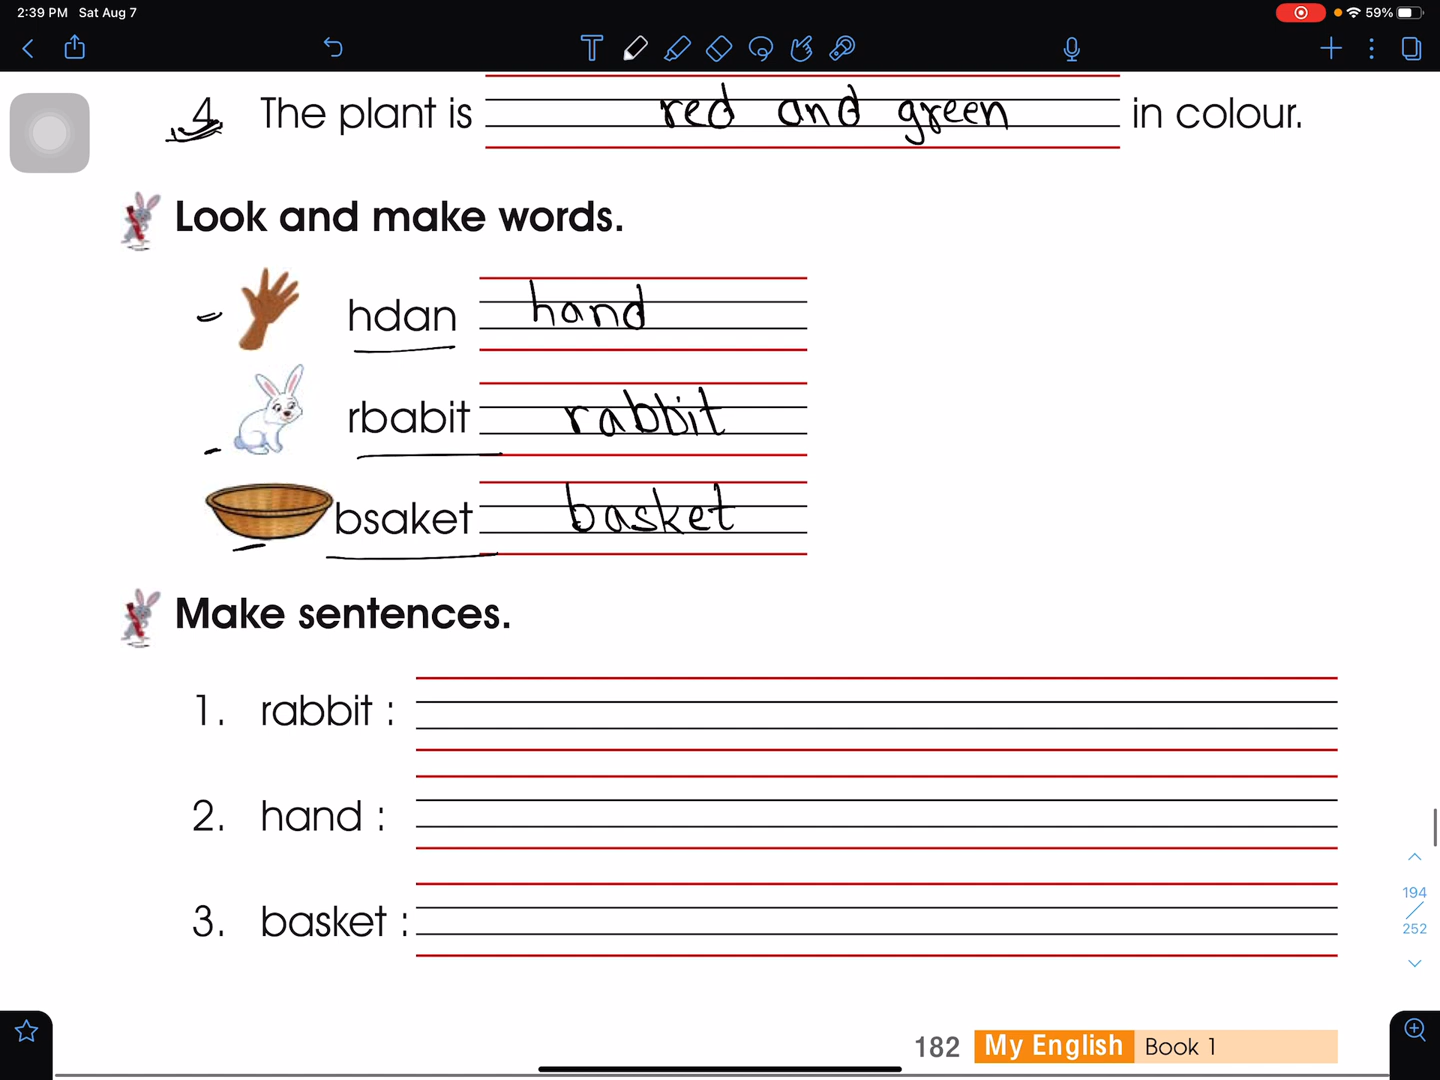 2:39 PM Sat Aug 7 59%
T
4 The plant is red and green in colour.
Look and make words.
hdan hand
rbabit rabbit
bsaket basket
Make sentences.
1. rabbit :
2. hand :
3. basket :
194
252
182 My English Book 1